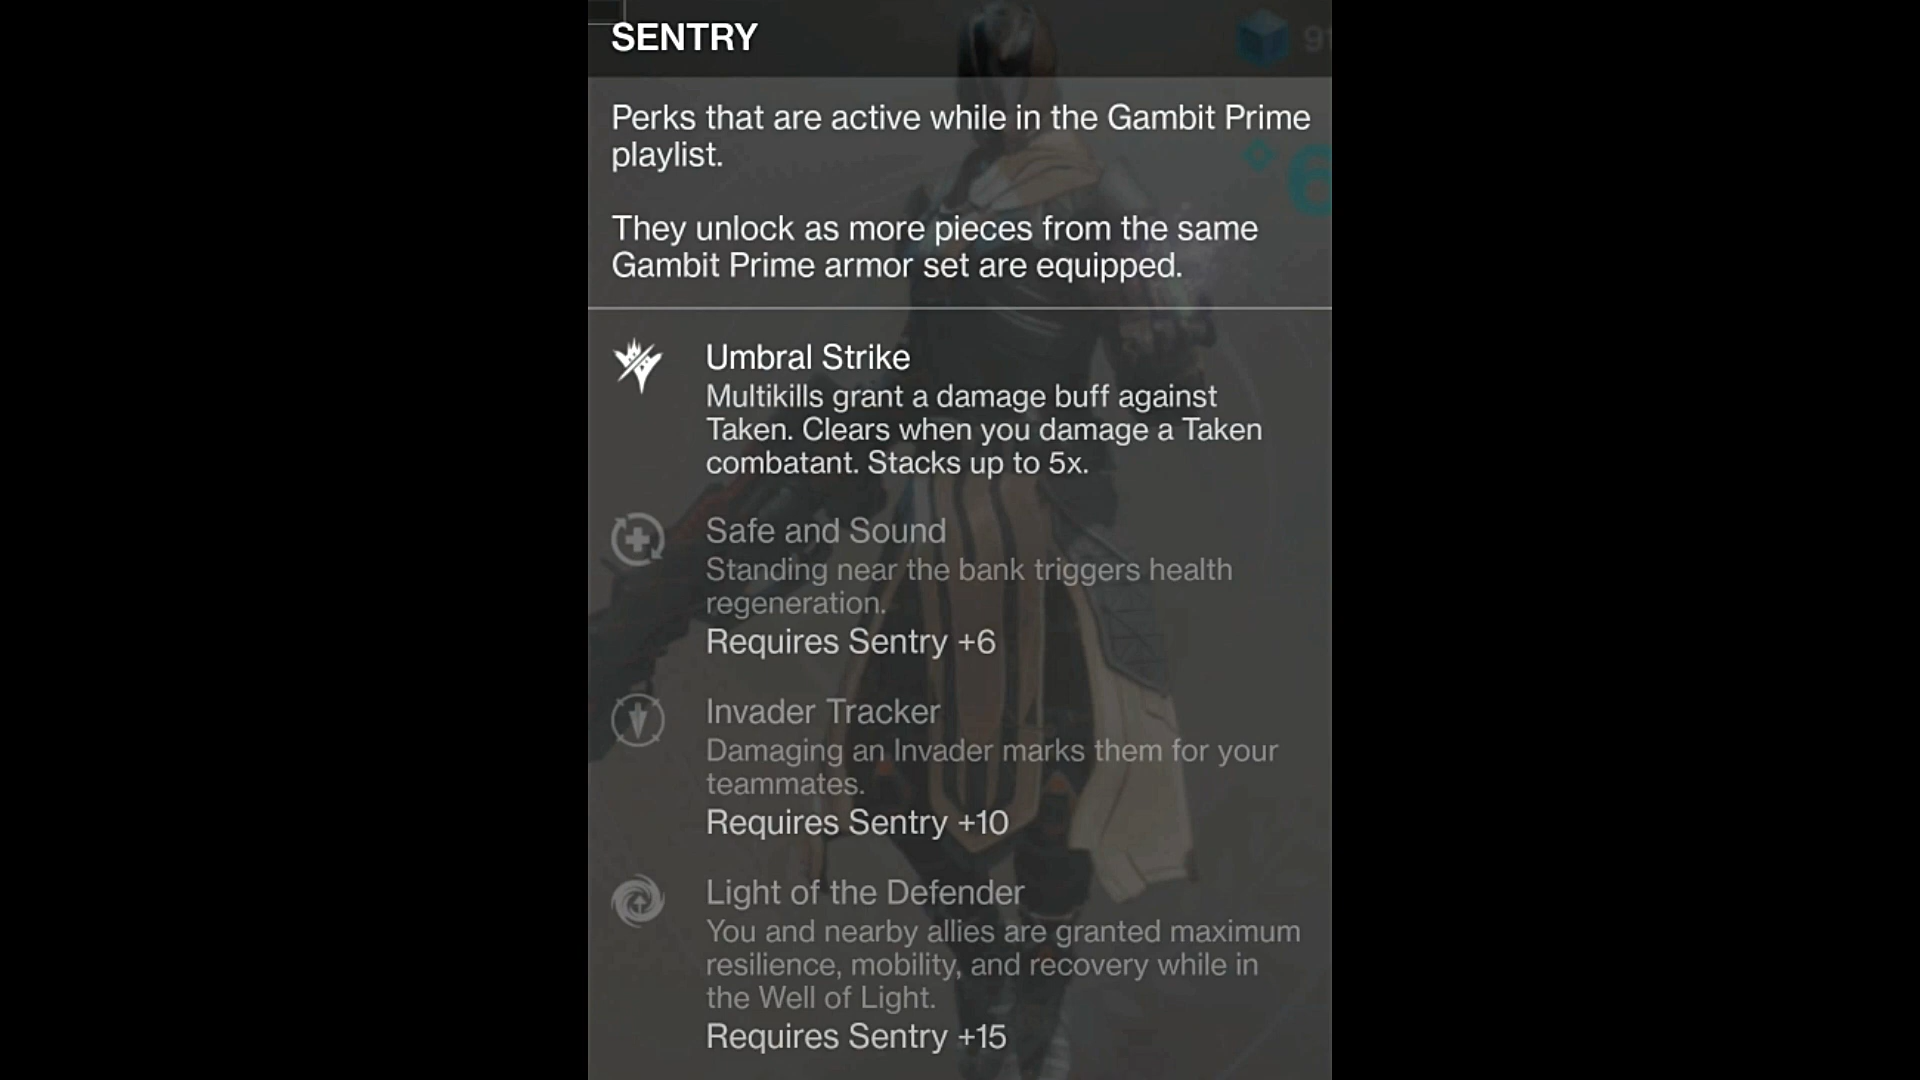 SENTRY
Perks that are active while in the Gambit Prime
playlist.
They unlock as more pieces from the same
Gambit Prime armor set are equipped.
Umbral Strike
Multikills grant a damage buff against
Taken. Clears when you damage a Taken
combatant. Stacks up to 5x.
Safe and Sound
Standing near the bank triggers health
regeneration.
Requires Sentry +6
Invader Tracker
Damaging an Invader marks them for your
teammates.
Requires Sentry +10
Light of the Defender
You and nearby allies are granted maximum
resilience, mobility, and recovery while in
the Well of Light.
Requires Sentry +15